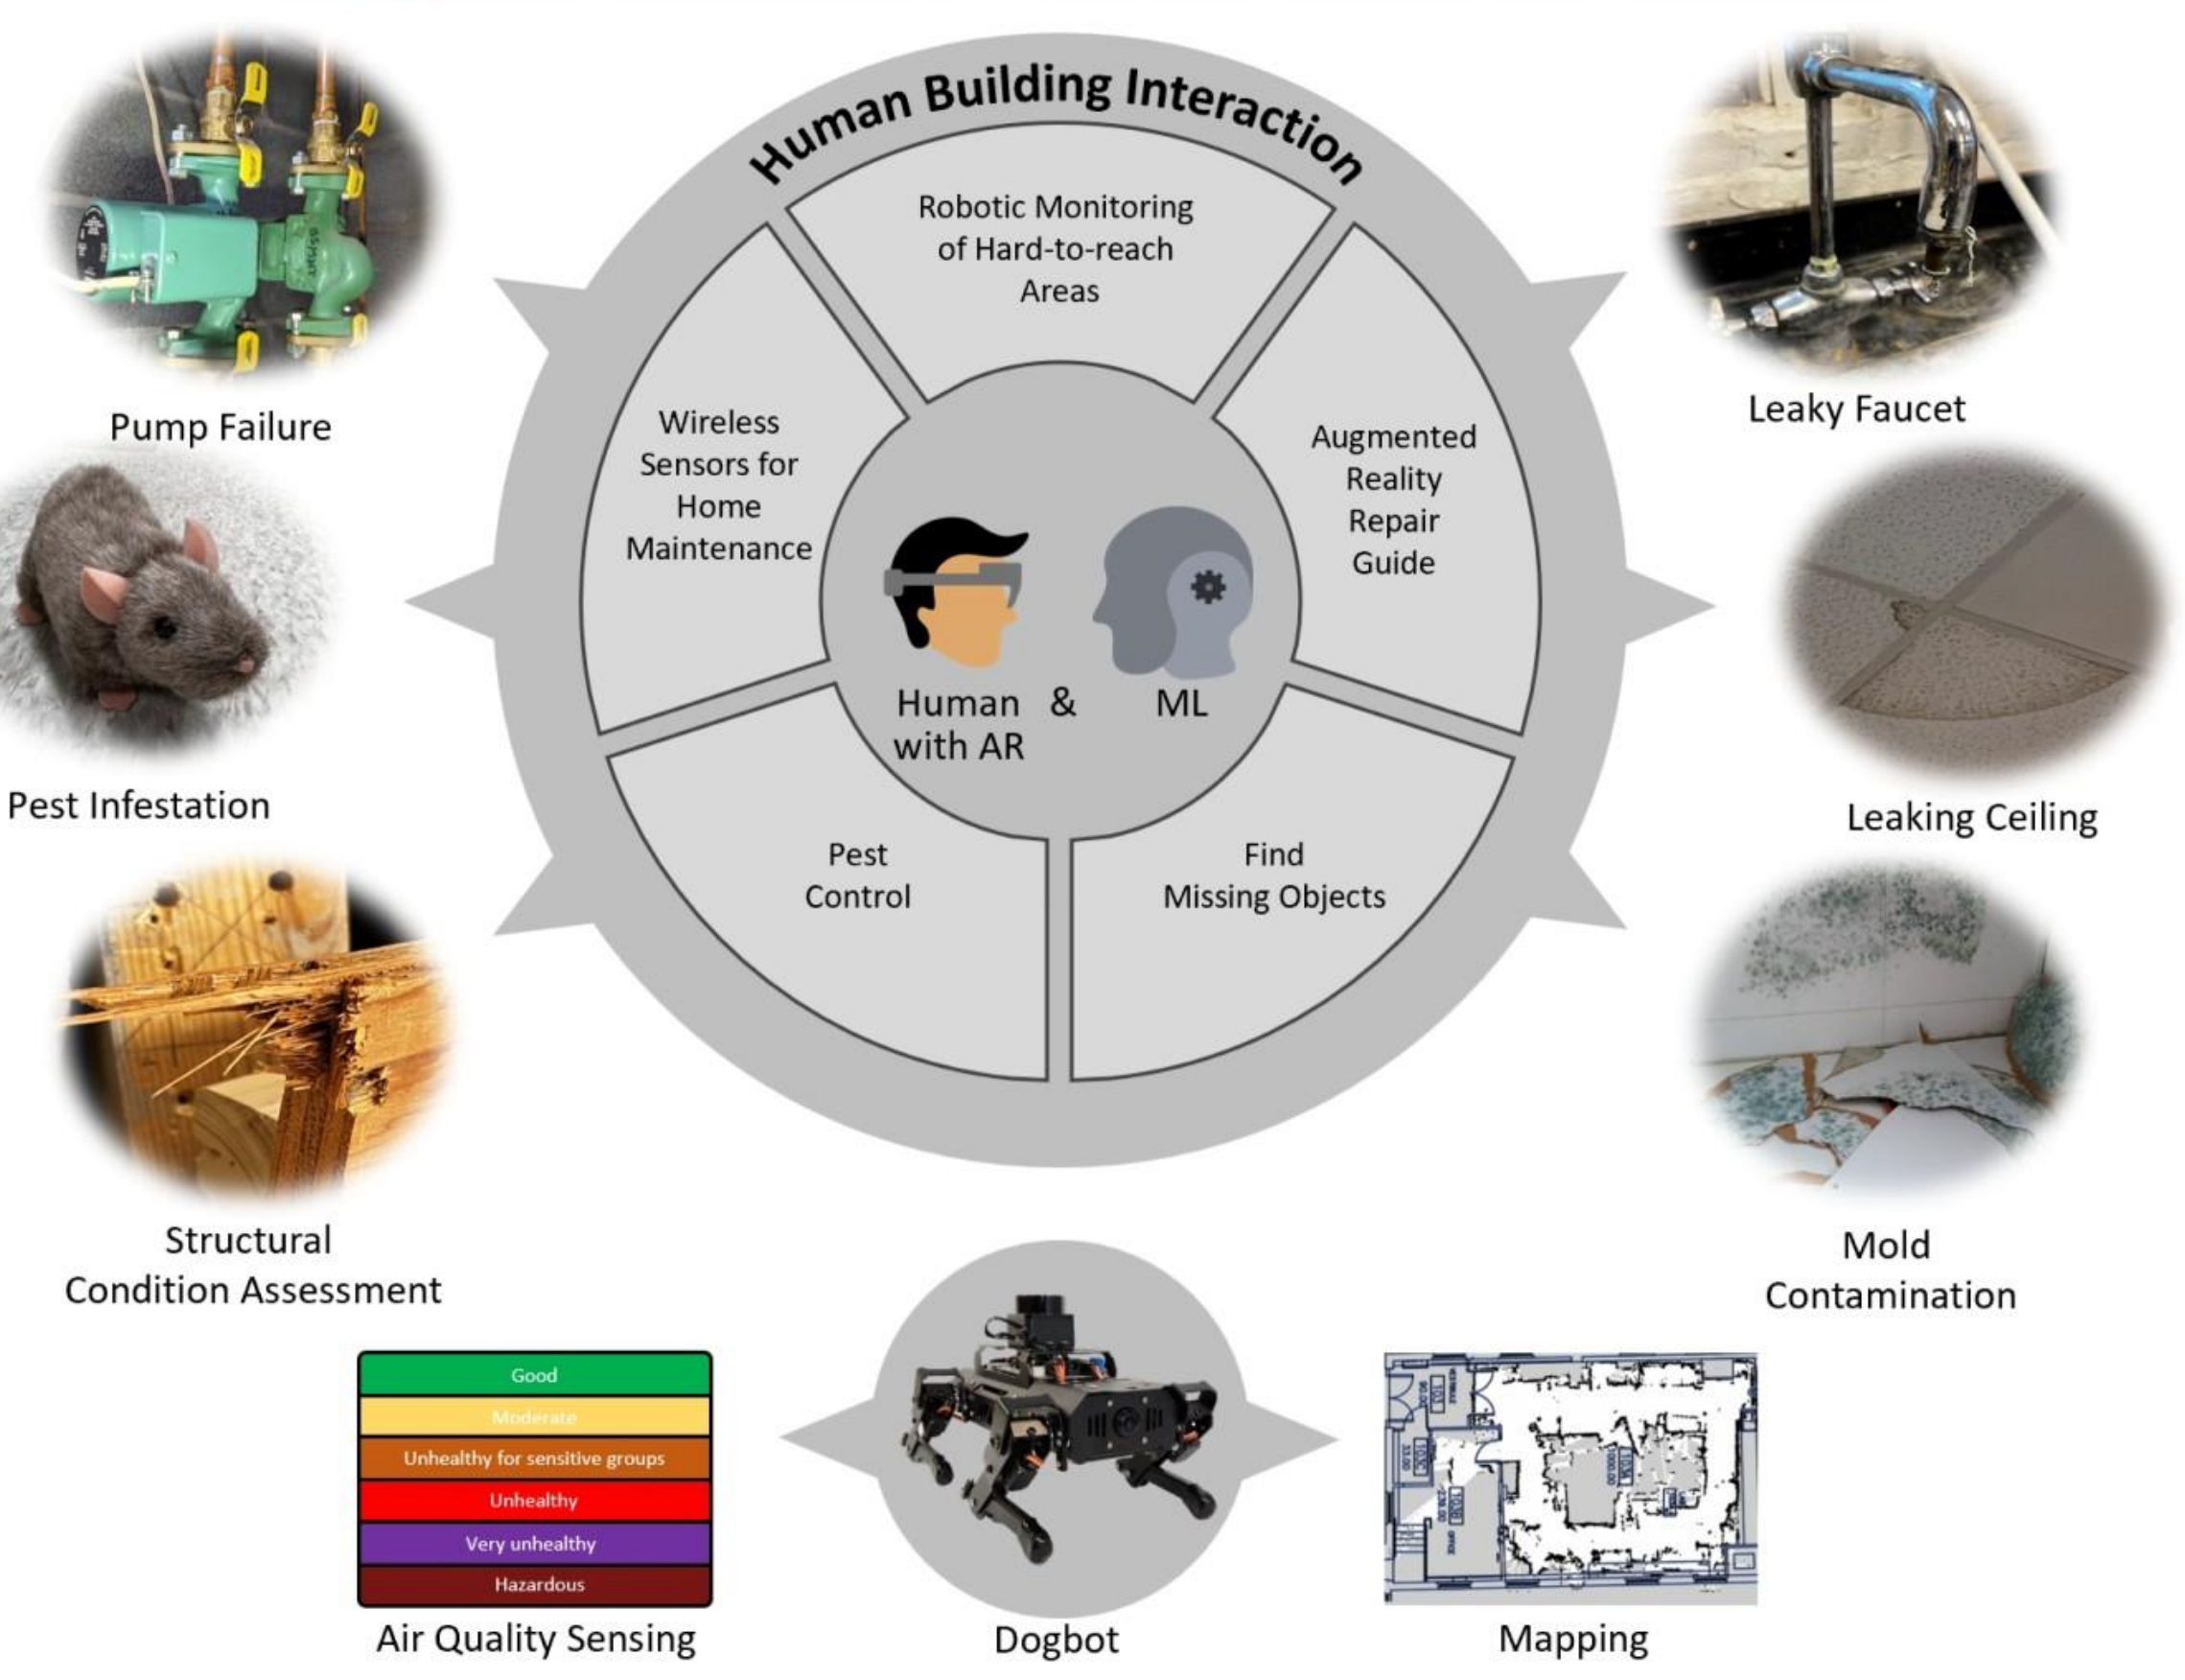 Human Building Interaction
Robotic Monitoring
of Hard-to-reach
Areas
Wireless
Sensors for
Home
Maintenance
Augmented
Reality
Repair
Guide
Human & ML
with AR
Pest
Control
Find
Missing Objects
Pump Failure
Leaky Faucet
Pest Infestation
Leaking Ceiling
Structural
Condition Assessment
Mold
Contamination
Good
Moderate
Unhealthy for sensitive groups
Unhealthy
Very unhealthy
Hazardous
Air Quality Sensing
Dogbot
Mapping